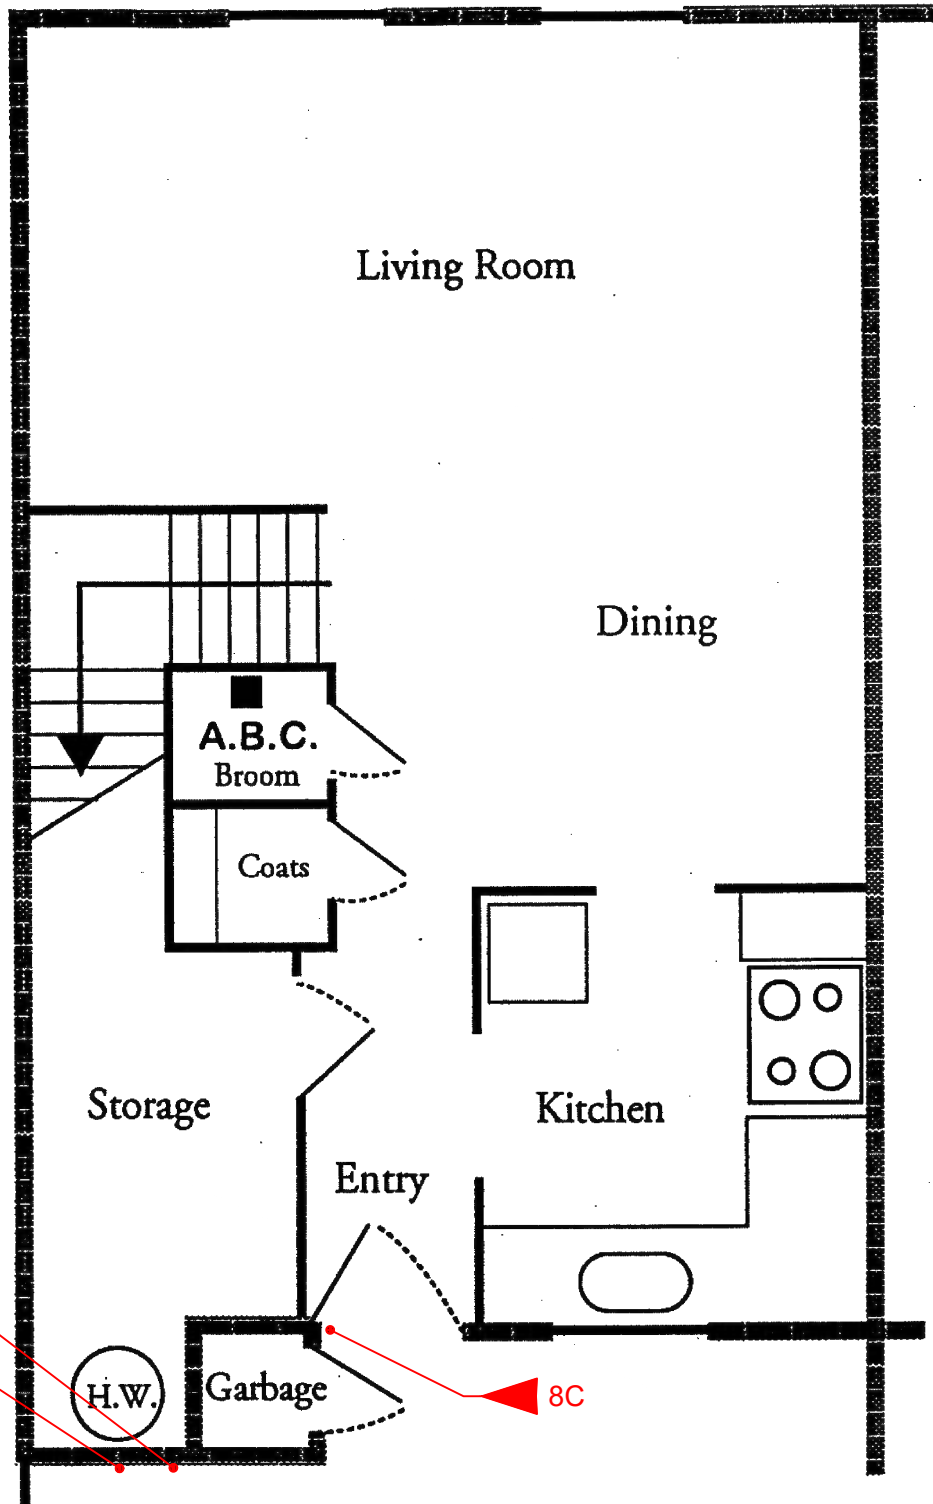 Living Room
Dining
A.B.C.
Broom
Coats
Storage
Kitchen
Entry
H.W.
Garbage
8C